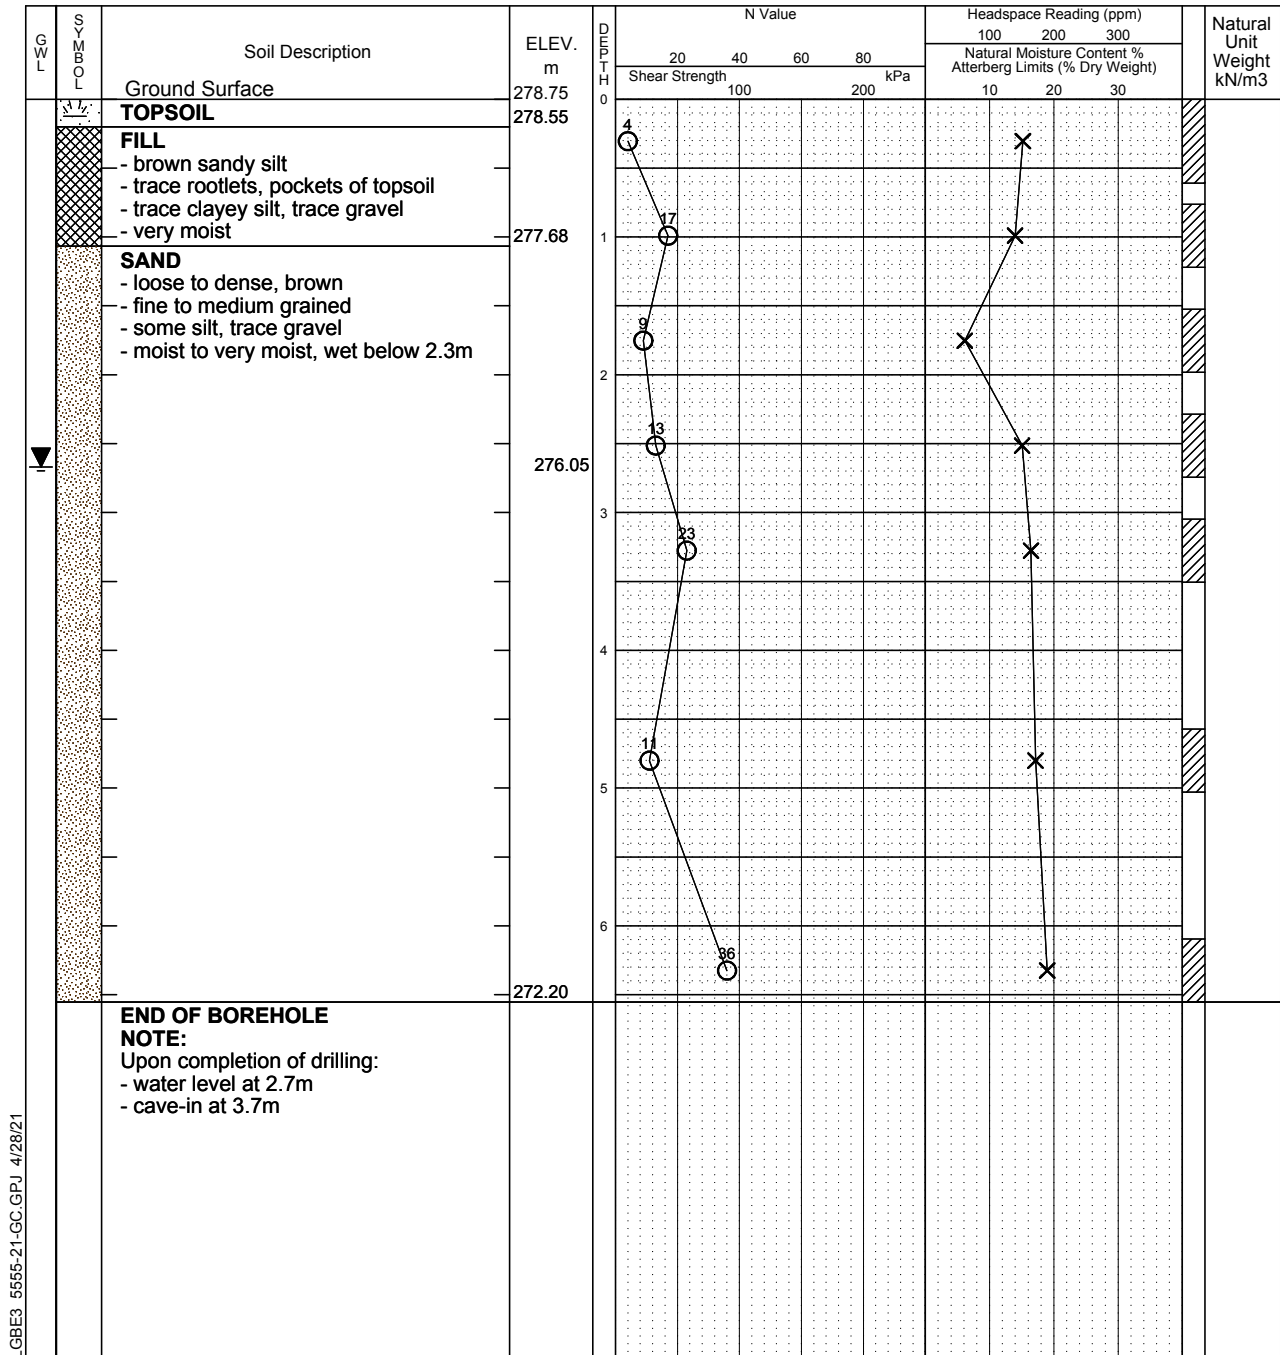 GWL
SYMBOL
Soil Description
Ground Surface
ELEV.
m
278.75
DEPTH
N Value
20 40 60 80
Shear Strength kPa
100 200
Headspace Reading (ppm)
100 200 300
Natural Moisture Content %
Atterberg Limits (% Dry Weight)
10 20 30
Natural
Unit
Weight
kN/m3
0
TOPSOIL
278.55
FILL
- brown sandy silt
- trace rootlets, pockets of topsoil
- trace clayey silt, trace gravel
- very moist
277.68
SAND
- loose to dense, brown
- fine to medium grained
- some silt, trace gravel
- moist to very moist, wet below 2.3m
276.05
272.20
END OF BOREHOLE
NOTE:
Upon completion of drilling:
- water level at 2.7m
- cave-in at 3.7m
4
17
1
9
2
13
3
23
4
11
5
6
36
GBE3 5555-21-GC.GPJ 4/28/21